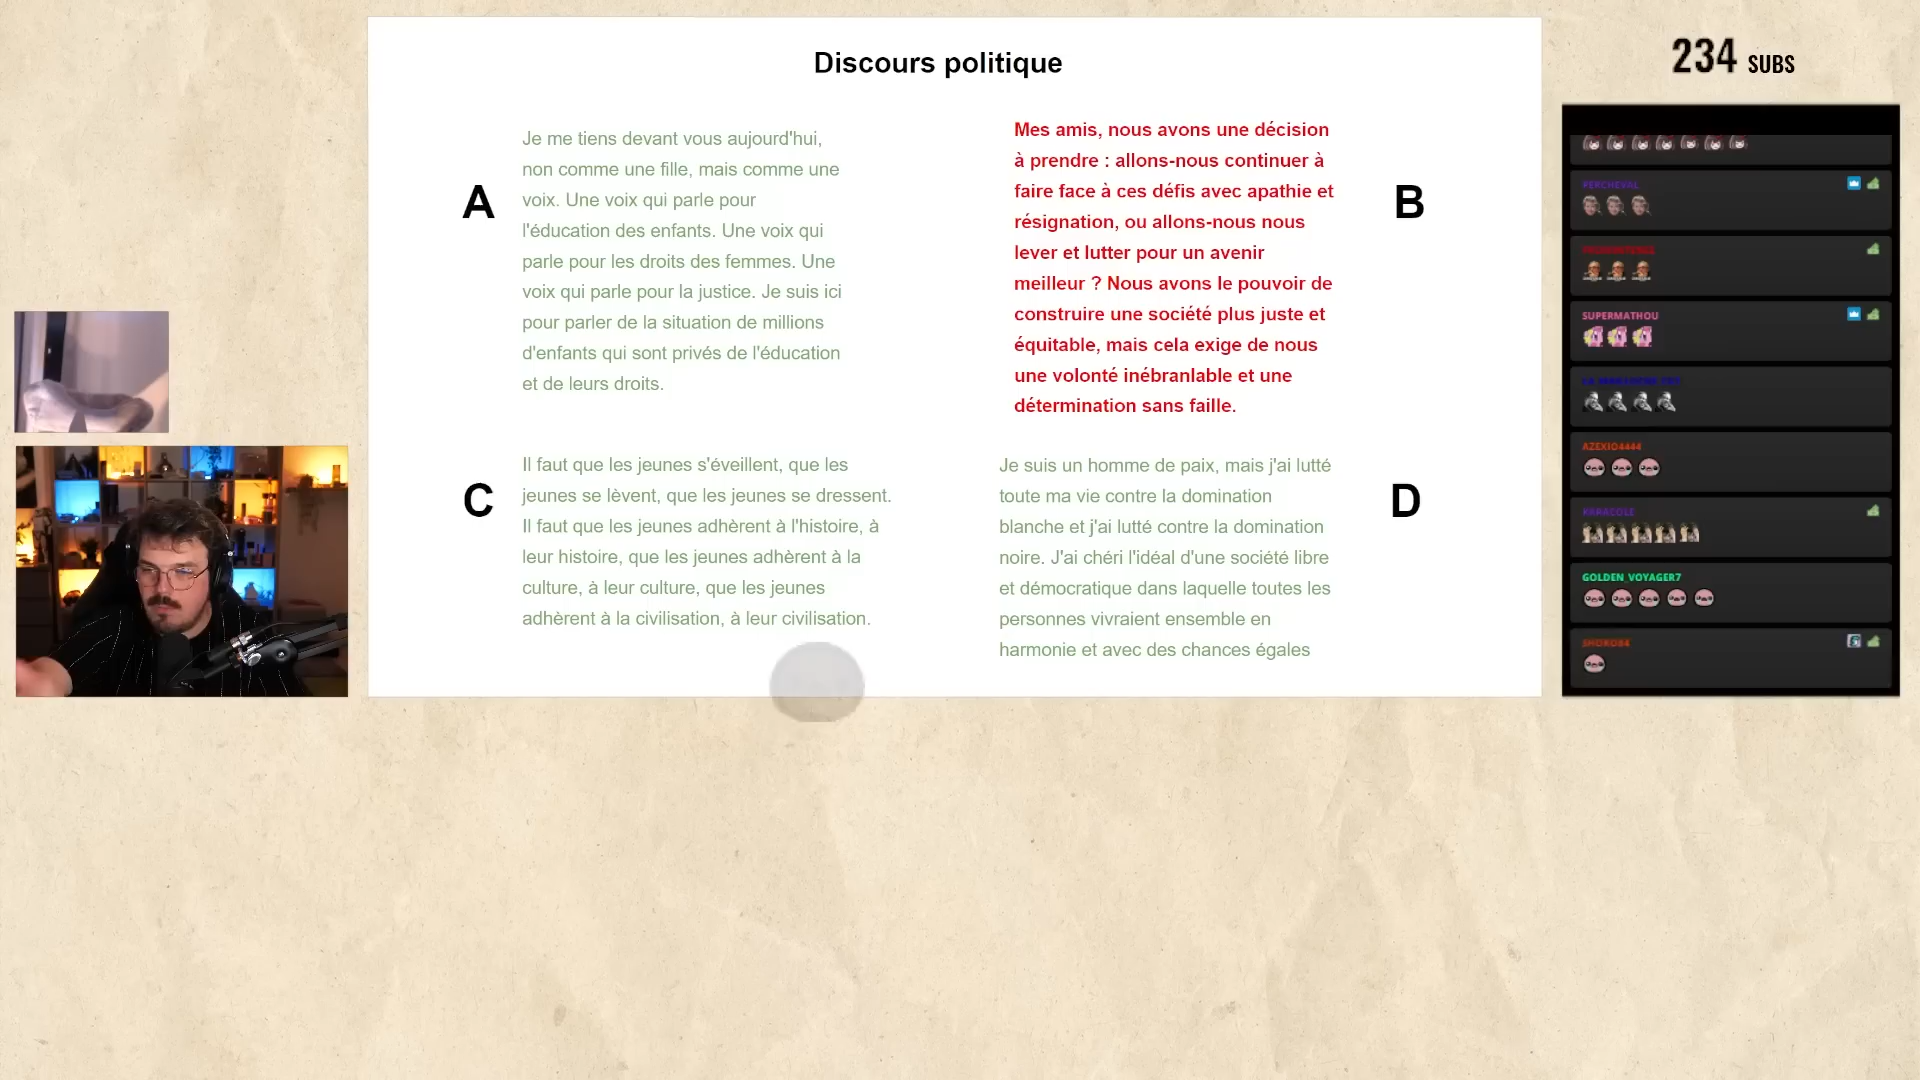 Discours politique
A
Je me tiens devant vous aujourd'hui,
non comme une fille, mais comme une
voix. Une voix qui parle pour
l'éducation des enfants. Une voix qui
parle pour les droits des femmes. Une
voix qui parle pour la justice. Je suis ici
pour parler de la situation de millions
d'enfants qui sont privés de l'éducation
et de leurs droits.
Mes amis, nous avons une décision
à prendre : allons-nous continuer à
faire face à ces défis avec apathie et
résignation, ou allons-nous nous
lever et lutter pour un avenir
meilleur ? Nous avons le pouvoir de
construire une société plus juste et
équitable, mais cela exige de nous
une volonté inébranlable et une
détermination sans faille.
B
C
Il faut que les jeunes s'éveillent, que les
jeunes se lèvent, que les jeunes se dressent.
Il faut que les jeunes adhèrent à l'histoire, à
leur histoire, que les jeunes adhèrent à la
culture, à leur culture, que les jeunes
adhèrent à la civilisation, à leur civilisation.
Je suis un homme de paix, mais j'ai lutté
toute ma vie contre la domination
blanche et j'ai lutté contre la domination
noire. J'ai chéri l'idéal d'une société libre
et démocratique dans laquelle toutes les
personnes vivraient ensemble en
harmonie et avec des chances égales
D
234 SUBS
PERCHEVAL
SUPERMATHOU
AZEXIO4444
KARACOLE
GOLDEN_VOYAGER7
SHOKO84